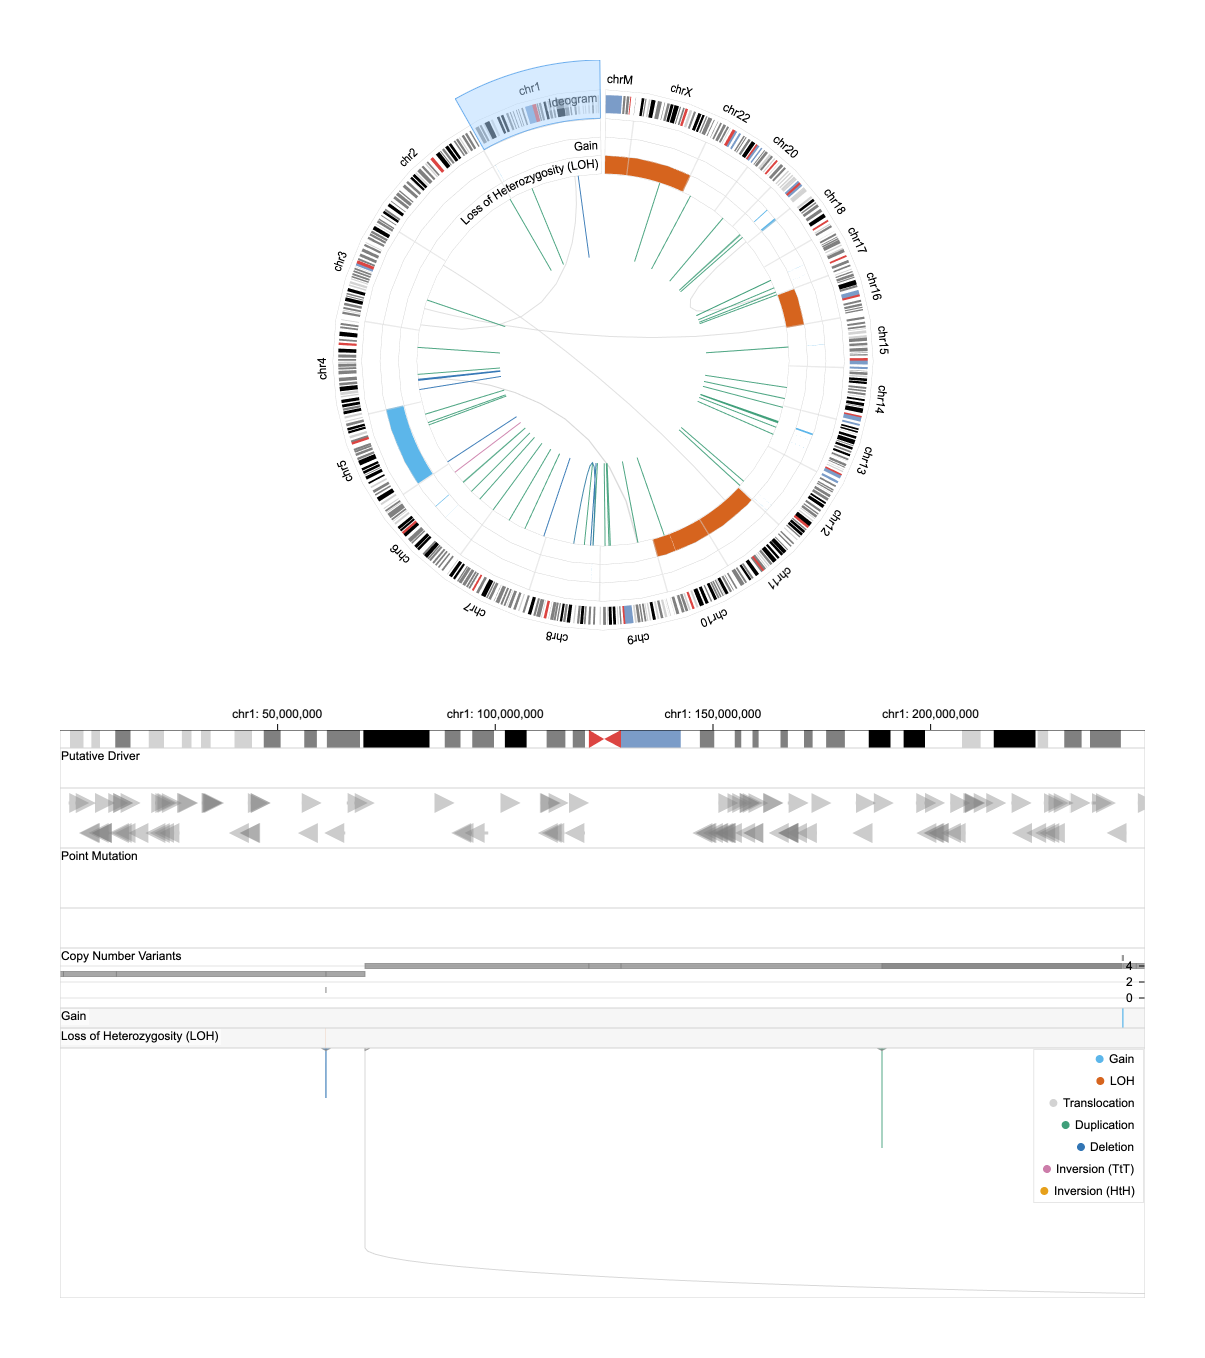 chr1
Ideogram
Gain
Loss of Heterozygosity (LOH)
chrM
chrX
chr22
chr20
chr18
chr17
chr16
chr15
chr14
chr13
chr12
chr11
chr10
chr9
chr8
chr7
chr6
chr5
chr4
chr3
chr2
chr1: 50,000,000 chr1: 100,000,000 chr1: 150,000,000 chr1: 200,000,000
Putative Driver
Point Mutation
Copy Number Variants
4
2
0
Gain
Loss of Heterozygosity (LOH)
Gain
LOH
Translocation
Duplication
Deletion
Inversion (TtT)
Inversion (HtH)